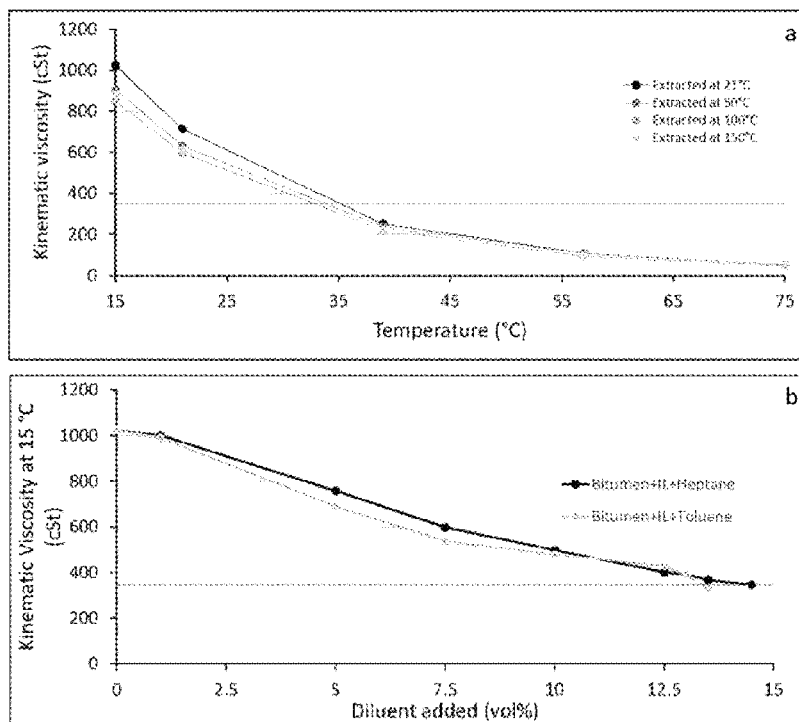 a
1200
1000
800
600
400
200
0
Kinematic viscosity (cSt)
Extracted at 21°C
Extracted at 50°C
Extracted at 100°C
Extracted at 150°C
15 25 35 45 55 65 75
Temperature (°C)
b
1200
1000
800
600
400
200
0
Kinematic Viscosity at 15 °C
(cSt)
Bitumen+IL+Heptane
Bitumen+IL+Toluene
0 2.5 5 7.5 10 12.5 15
Diluent added (vol%)